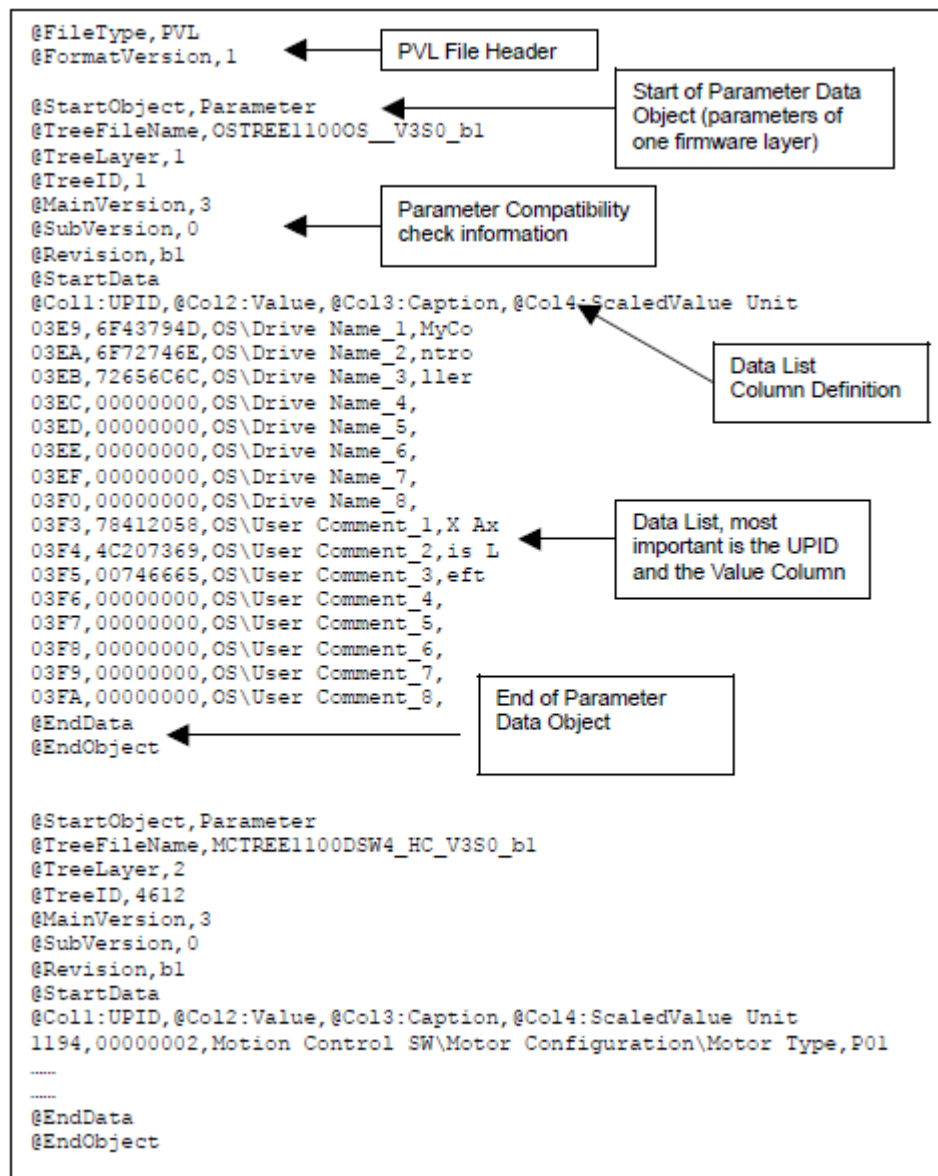 @FileType,PVL
@FormatVersion,1
PVL File Header
@StartObject,Parameter
@TreeFileName,OSTREE1100OS__V3S0_b1
@TreeLayer,1
@TreeID,1
Start of Parameter Data
Object (parameters of
one firmware layer)
@MainVersion,3
@SubVersion,0
@Revision,b1
Parameter Compatibility
check information
@StartData
@Col1:UPID,@Col2:Value,@Col3:Caption,@Col4:ScaledValue Unit
03E9,6F43794D,OS\Drive Name_1,MyCo
03EA,6F72746E,OS\Drive Name_2,ntro
03EB,72656C6C,OS\Drive Name_3,ller
03EC,00000000,OS\Drive Name_4,
03ED,00000000,OS\Drive Name_5,
03EE,00000000,OS\Drive Name_6,
03EF,00000000,OS\Drive Name_7,
03F0,00000000,OS\Drive Name_8,
Data List
Column Definition
03F3,78412058,OS\User Comment_1,X Ax
03F4,4C207369,OS\User Comment_2,is L
03F5,00746665,OS\User Comment_3,eft
03F6,00000000,OS\User Comment_4,
03F7,00000000,OS\User Comment_5,
03F8,00000000,OS\User Comment_6,
03F9,00000000,OS\User Comment_7,
03FA,00000000,OS\User Comment_8,
Data List, most
important is the UPID
and the Value Column
@EndData
@EndObject
End of Parameter
Data Object
@StartObject,Parameter
@TreeFileName,MCTREE1100DSW4_HC_V3S0_b1
@TreeLayer,2
@TreeID,4612
@MainVersion,3
@SubVersion,0
@Revision,b1
@StartData
@Col1:UPID,@Col2:Value,@Col3:Caption,@Col4:ScaledValue Unit
1194,00000002,Motion Control SW\Motor Configuration\Motor Type,P01
……
……
@EndData
@EndObject